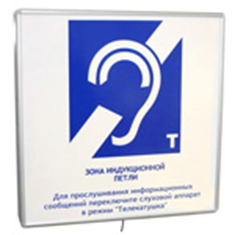 T
ЗОНА ИНДУКЦИОННОЙ
ПЕТЛИ
Для прослушивания информационных
сообщений переключите слуховой аппарат
в режим "Телекатушка"